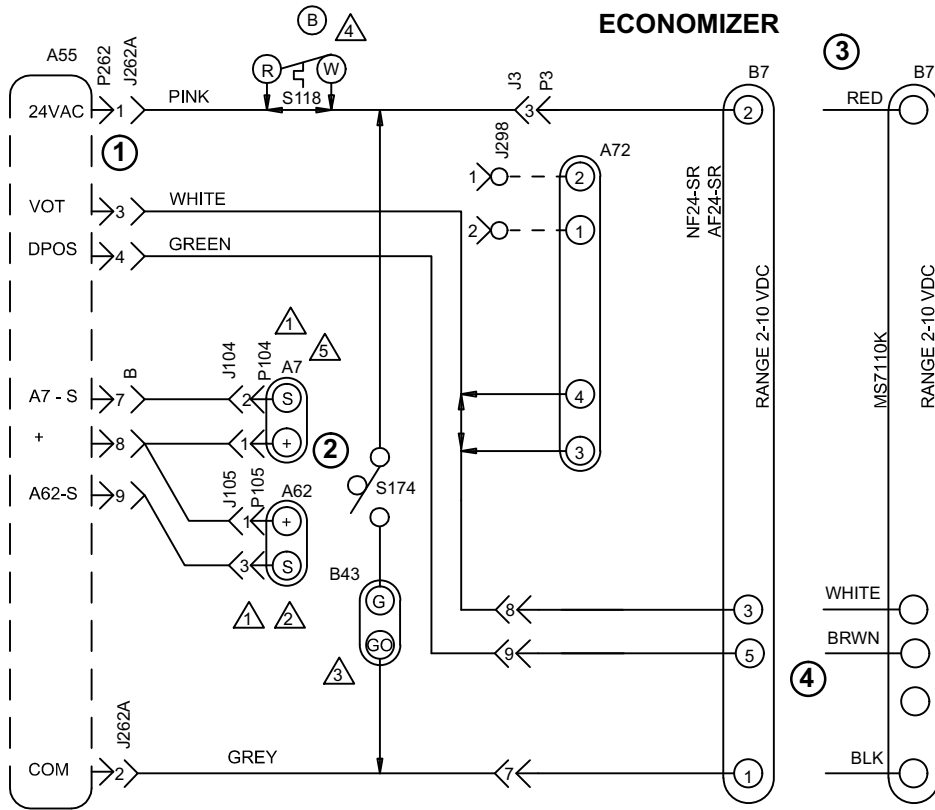 ECONOMIZER
B
4
3
A55
P262
J262A
R
W
S118
J3
P3
B7
B7
24VAC
1
PINK
3
2
RED
1
J298
A72
1
2
VOT
3
WHITE
2
1
NF24-SR
AF24-SR
DPOS
4
GREEN
RANGE 2-10 VDC
MS7110K
RANGE 2-10 VDC
1
5
B
J104
P104
A7
A7 - S
7
2
S
4
+
8
1
+
2
3
J105
P105
A62
S174
A62-S
9
1
+
3
S
B43
G
8
3
WHITE
1
2
GO
9
5
BRWN
3
4
J262A
COM
2
GREY
7
1
BLK